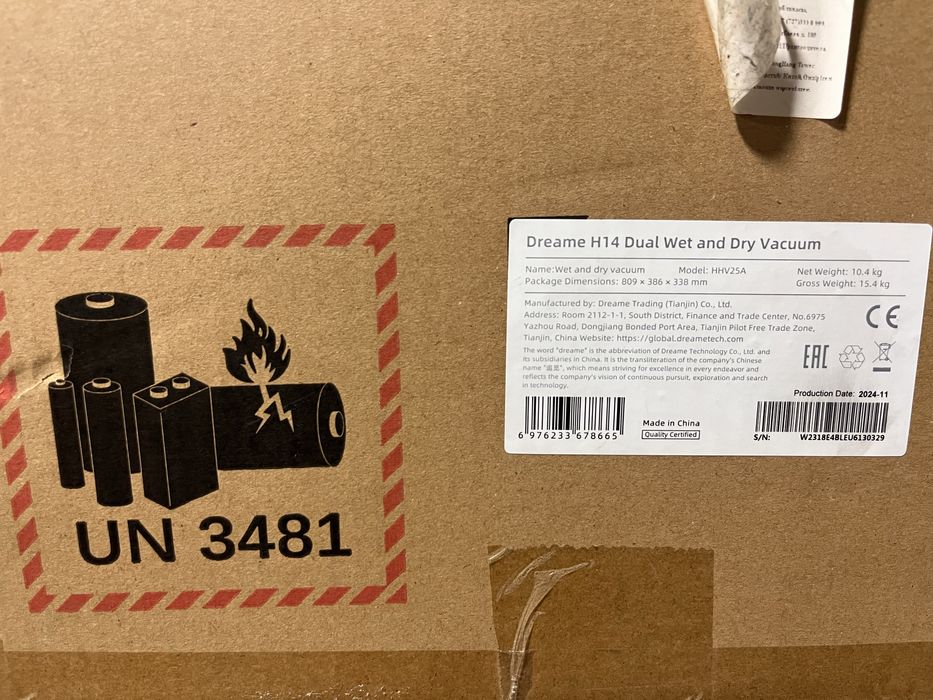 Tower
Dreame H14 Dual Wet and Dry Vacuum
Name:Wet and dry vacuum Model: HHV25A Net Weight: 10.4 kg
Package Dimensions: 809 × 386 × 338 mm Gross Weight: 15.4 kg
Manufactured by: Dreame Trading (Tianjin) Co., Ltd.
Address: Room 2112-1-1, South District, Finance and Trade Center, No.6975
Yazhou Road, Dongjiang Bonded Port Area, Tianjin Pilot Free Trade Zone,
Tianjin, China Website: https://global.dreametech.com
CE
The word "dreame" is the abbreviation of Dreame Technology Co., Ltd. and
its subsidiaries in China. It is the transliteration of the company's Chinese
name "追觅", which means striving for excellence in every endeavor and
reflects the company's vision of continuous pursuit, exploration and search
in technology.
EAC
Production Date: 2024-11
6 976233 678665
Made in China
Quality Certified
S/N: W2318E4BLEU6130329
UN 3481